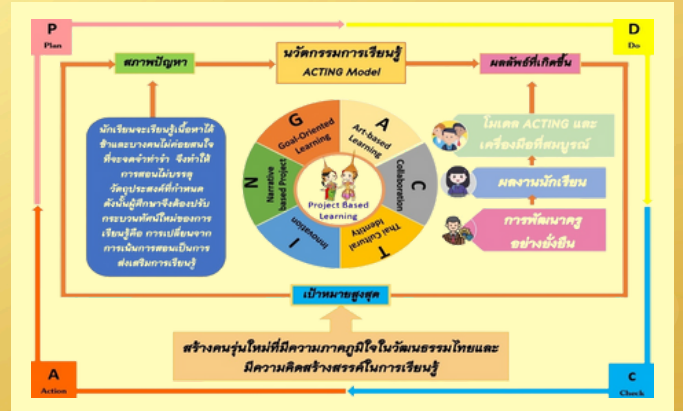 P
Plan
D
Do
สภาพปัญหา
นวัตกรรมการเรียนรู้
ACTING Model
ผลลัพธ์ที่เกิดขึ้น
นักเรียนจะเรียนรู้เนื้อหาได้
ช้าและบางคนไม่ค่อยสนใจ
ที่จะจดจำท่ารำ จึงทำให้
การสอนไม่บรรลุ
วัตถุประสงค์ที่กำหนด
ดังนั้นผู้ศึกษาจึงต้องปรับ
กระบวนทัศน์ใหม่ของการ
เรียนรู้คือ การเปลี่ยนจาก
การเน้นการสอนเป็นการ
ส่งเสริมการเรียนรู้
G
Goal-Oriented
Learning
A
Art-based
Learning
N
Narrative
based Project
C
Collaboration
Project Based
Learning
I
Innovation
T
Thai Cultural
Identity
โมเดล ACTING และ
เครื่องมือที่สมบูรณ์
ผลงานนักเรียน
การพัฒนาครู
อย่างยั่งยืน
เป้าหมายสูงสุด
สร้างคนรุ่นใหม่ที่มีความภาคภูมิใจในวัฒนธรรมไทยและ
มีความคิดสร้างสรรค์ในการเรียนรู้
A
Action
C
Check